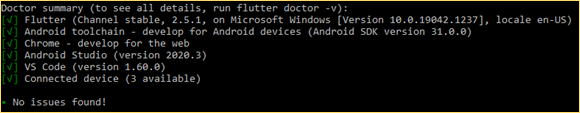 Doctor summary (to see all details, run flutter doctor -v):
[√] Flutter (Channel stable, 2.5.1, on Microsoft Windows [Version 10.0.19042.1237], locale en-US)
[√] Android toolchain - develop for Android devices (Android SDK version 31.0.0)
[√] Chrome - develop for the web
[√] Android Studio (version 2020.3)
[√] VS Code (version 1.60.0)
[√] Connected device (3 available)
• No issues found!